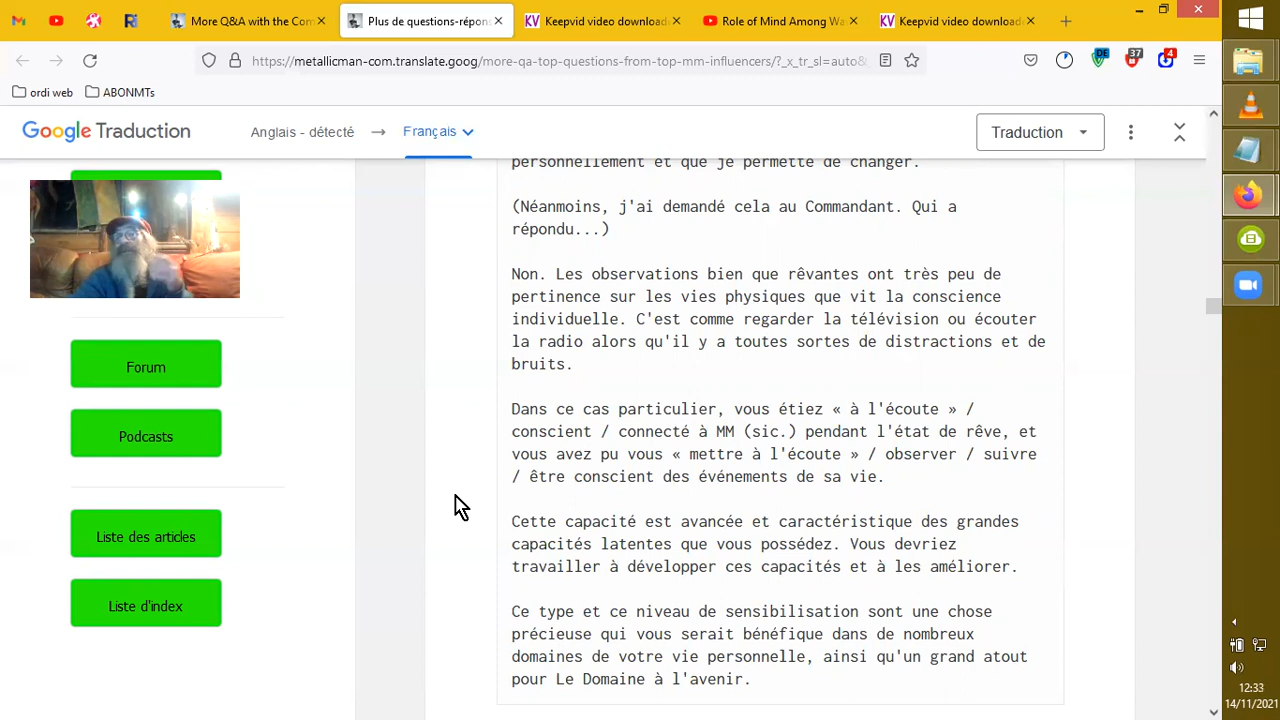 More Q&A with the Com
Plus de questions-répons
Keepvid video download
Role of Mind Among Wa
Keepvid video download
https://metallicman-com.translate.goog/more-qa-with-questions-from-top-mm-influencers/?_x_tr_sl=auto&
DE
37
4
ordi web
ABONMTs
Google Traduction
Anglais - détecté
Français
Traduction
personnellement et que je permette de changer.
(Néanmoins, j'ai demandé cela au Commandant. Qui a
répondu...)
Non. Les observations bien que rêvantes ont très peu de
pertinence sur les vies physiques que vit la conscience
individuelle. C'est comme regarder la télévision ou écouter
la radio alors qu'il y a toutes sortes de distractions et de
bruits.
Dans ce cas particulier, vous étiez « à l'écoute » /
conscient / connecté à MM (sic.) pendant l'état de rêve, et
vous avez pu vous « mettre à l'écoute » / observer / suivre
/ être conscient des événements de sa vie.
Cette capacité est avancée et caractéristique des grandes
capacités latentes que vous possédez. Vous devriez
travailler à développer ces capacités et à les améliorer.
Ce type et ce niveau de sensibilisation sont une chose
précieuse qui vous serait bénéfique dans de nombreux
domaines de votre vie personnelle, ainsi qu'un grand atout
pour Le Domaine à l'avenir.
Forum
Podcasts
Liste des articles
Liste d'index
12:33
14/11/2021